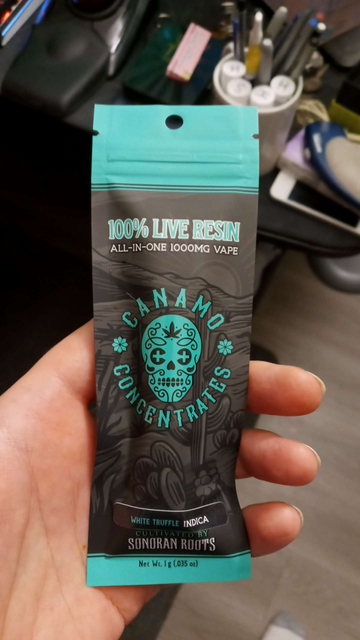 100% LIVE RESIN
ALL-IN-ONE 1000MG VAPE
CANAMO
CONCENTRATES
WHITE TRUFFLE INDICA
CULTIVATED BY
SONORAN ROOTS
Net Wt. 1g (.035 oz)